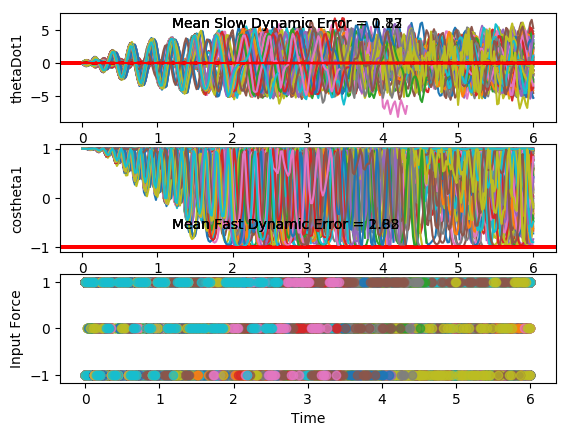 Mean Slow Dynamic Error =
5
0
−5
thetaDot1
0 1 2 3 4 5 6
1
0
−1
costheta1
Mean Fast Dynamic Error =
0 1 2 3 4 5 6
1
0
−1
Input Force
0 1 2 3 4 5 6
Time